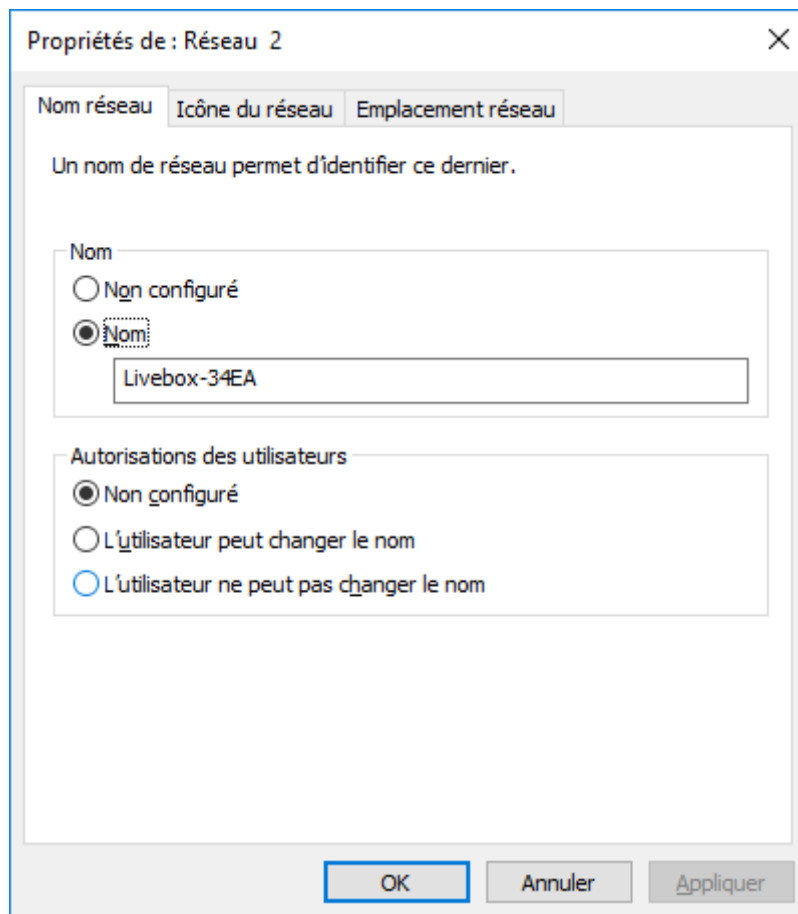 Propriétés de : Réseau 2
Nom réseau
Icône du réseau
Emplacement réseau
Un nom de réseau permet d'identifier ce dernier.
Nom
Non configuré
Nom
Livebox-34EA
Autorisations des utilisateurs
Non configuré
L'utilisateur peut changer le nom
L'utilisateur ne peut pas changer le nom
OK
Annuler
Appliquer